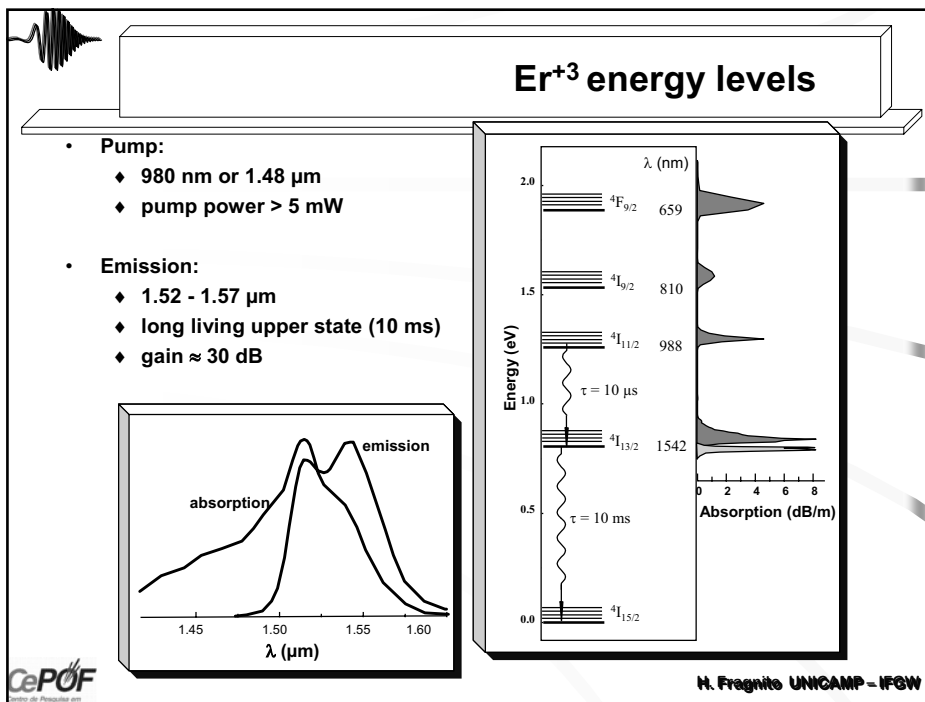 Er+3 energy levels
• Pump:
♦ 980 nm or 1.48 µm
♦ pump power > 5 mW
• Emission:
♦ 1.52 - 1.57 µm
♦ long living upper state (10 ms)
♦ gain ≈ 30 dB
emission
absorption
1.45 1.50 1.55 1.60
λ (µm)
λ (nm)
2.0
4F9/2 659
4I9/2 810
1.5
4I11/2 988
Energy (eV)
τ = 10 µs
1.0
4I13/2 1542
0 2 4 6 8
Absorption (dB/m)
0.5
τ = 10 ms
4I15/2
0.0
CePOF
Centro de Pesquisa em
H. Fragnito UNICAMP – IFGW